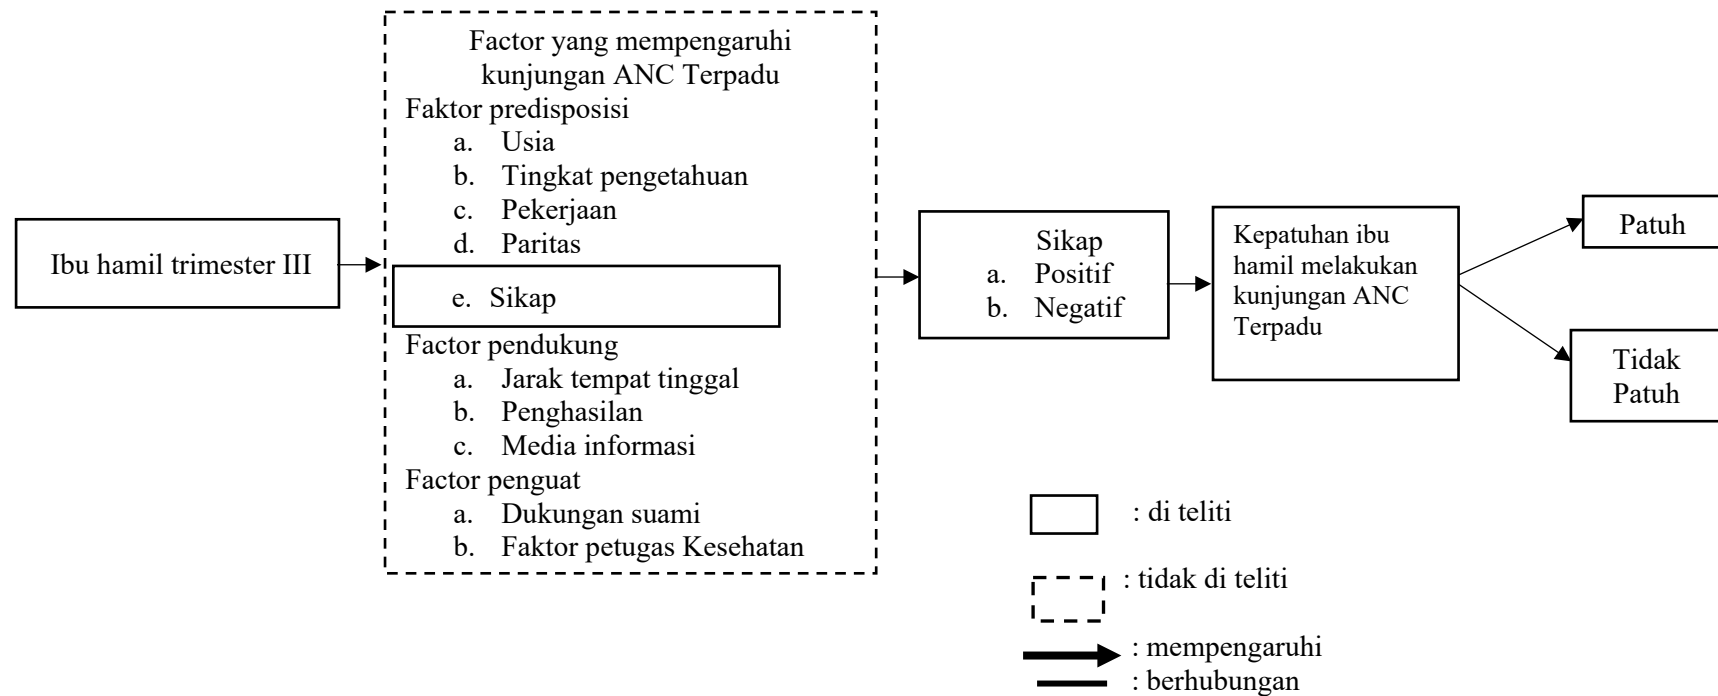 Ibu hamil trimester III
Factor yang mempengaruhi
kunjungan ANC Terpadu
Faktor predisposisi
a. Usia
b. Tingkat pengetahuan
c. Pekerjaan
d. Paritas
e. Sikap
Factor pendukung
a. Jarak tempat tinggal
b. Penghasilan
c. Media informasi
Factor penguat
a. Dukungan suami
b. Faktor petugas Kesehatan
Sikap
a. Positif
b. Negatif
Kepatuhan ibu
hamil melakukan
kunjungan ANC
Terpadu
Patuh
Tidak
Patuh
: di teliti
: tidak di teliti
: mempengaruhi
: berhubungan